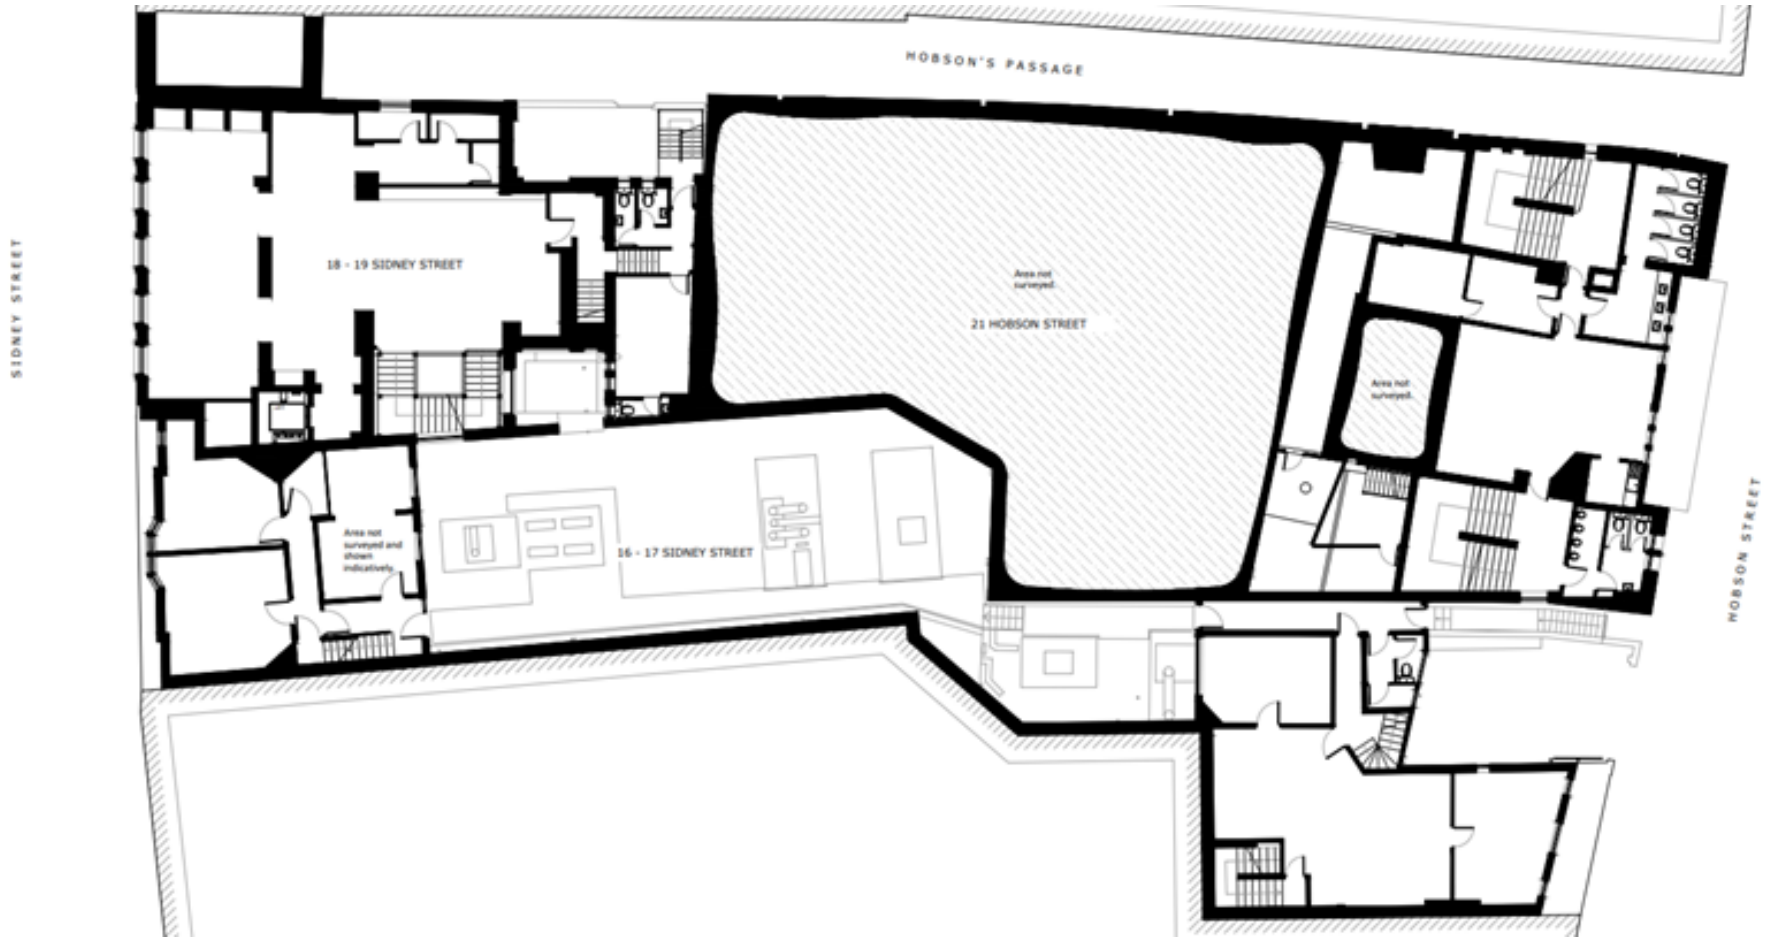 HOBSON'S PASSAGE
SIDNEY STREET
18 - 19 SIDNEY STREET
Area not
surveyed.
21 HOBSON STREET
Area not
surveyed.
Area not
surveyed and
shown
indicatively.
16 - 17 SIDNEY STREET
HOBSON STREET